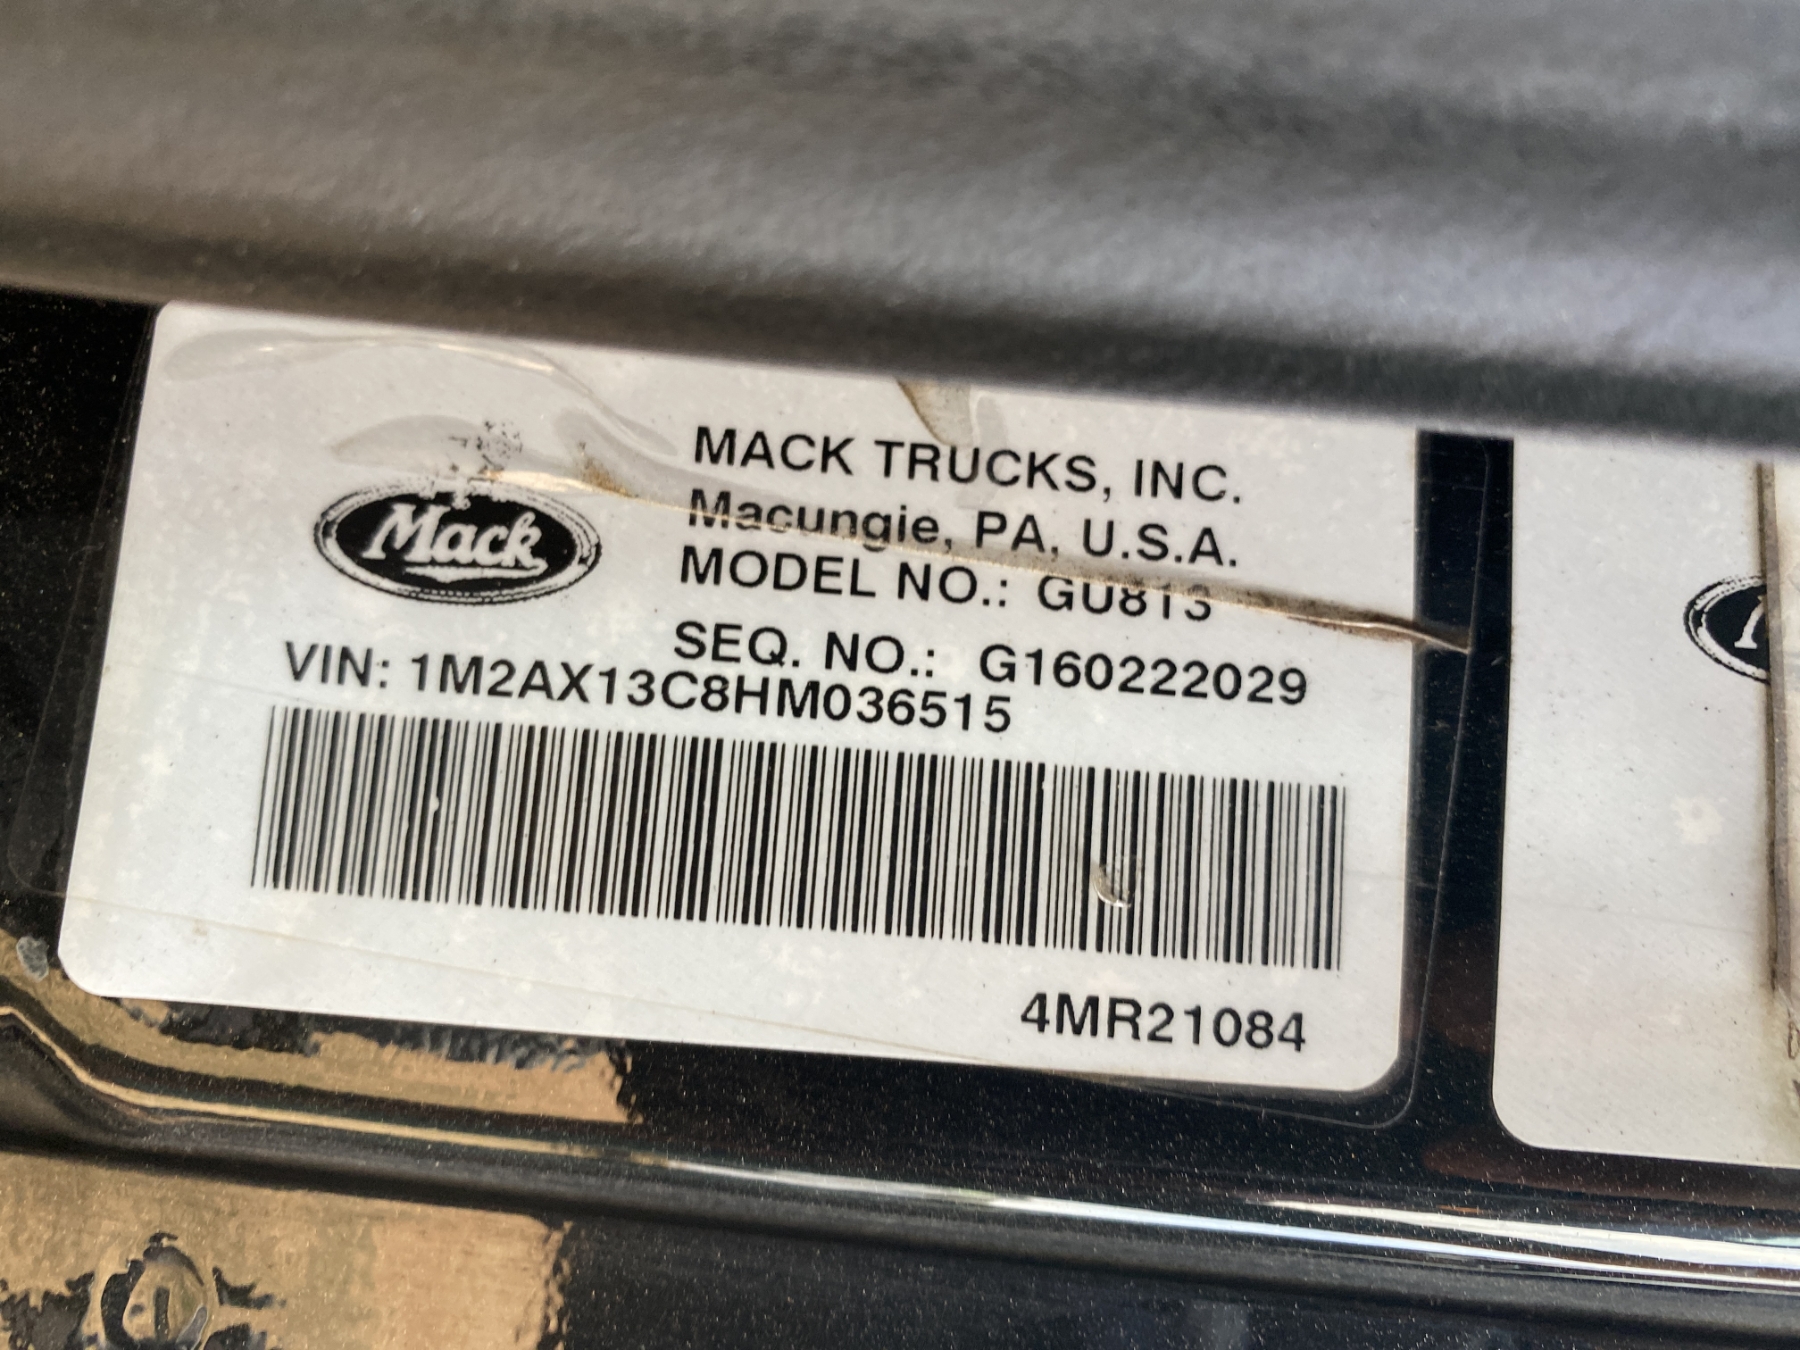 Mack
MACK TRUCKS, INC.
Macungie, PA, U.S.A.
MODEL NO.: GU813
SEQ. NO.: G160222029
VIN: 1M2AX13C8HM036515
4MR21084